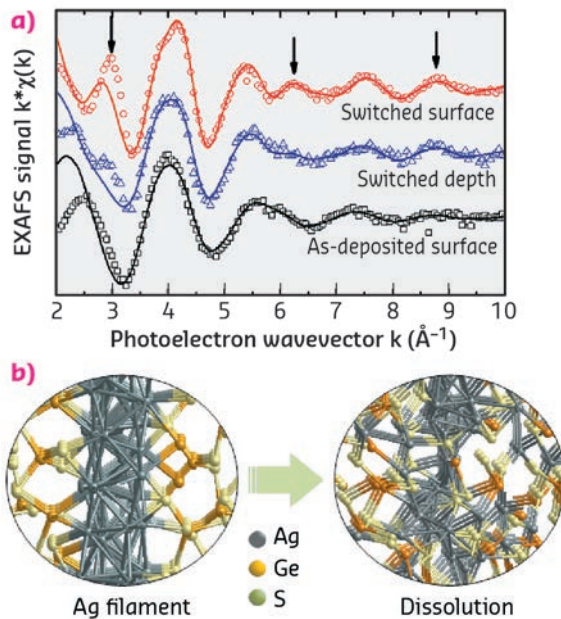 a)
EXAFS signal k*χ(k)
Switched surface
Switched depth
As-deposited surface
2 3 4 5 6 7 8 9 10
Photoelectron wavevector k (Å⁻¹)
b)
Ag
Ge
S
Ag filament
Dissolution